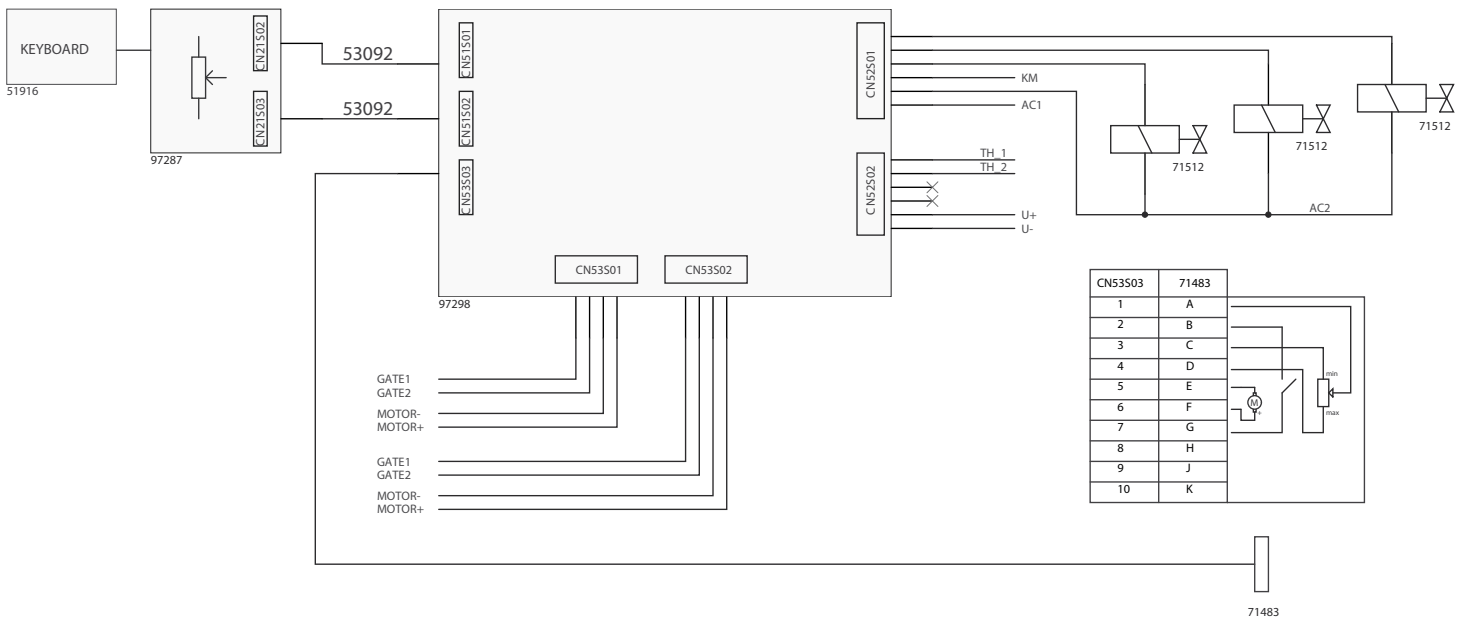 KEYBOARD
51916
CN21S02
CN21S03
97287
53092
53092
CN51S01
CN51S02
CN53S03
CN52S01
CN52S02
CN53S01
CN53S02
97298
KM
AC1
TH_1
TH_2
U+
U-
71512
71512
71512
AC2
GATE1
GATE2
MOTOR-
MOTOR+
GATE1
GATE2
MOTOR-
MOTOR+
CN53S03 71483
1 A
2 B
3 C
4 D
5 E
6 F
7 G
8 H
9 J
10 K
M
+
min
max
71483